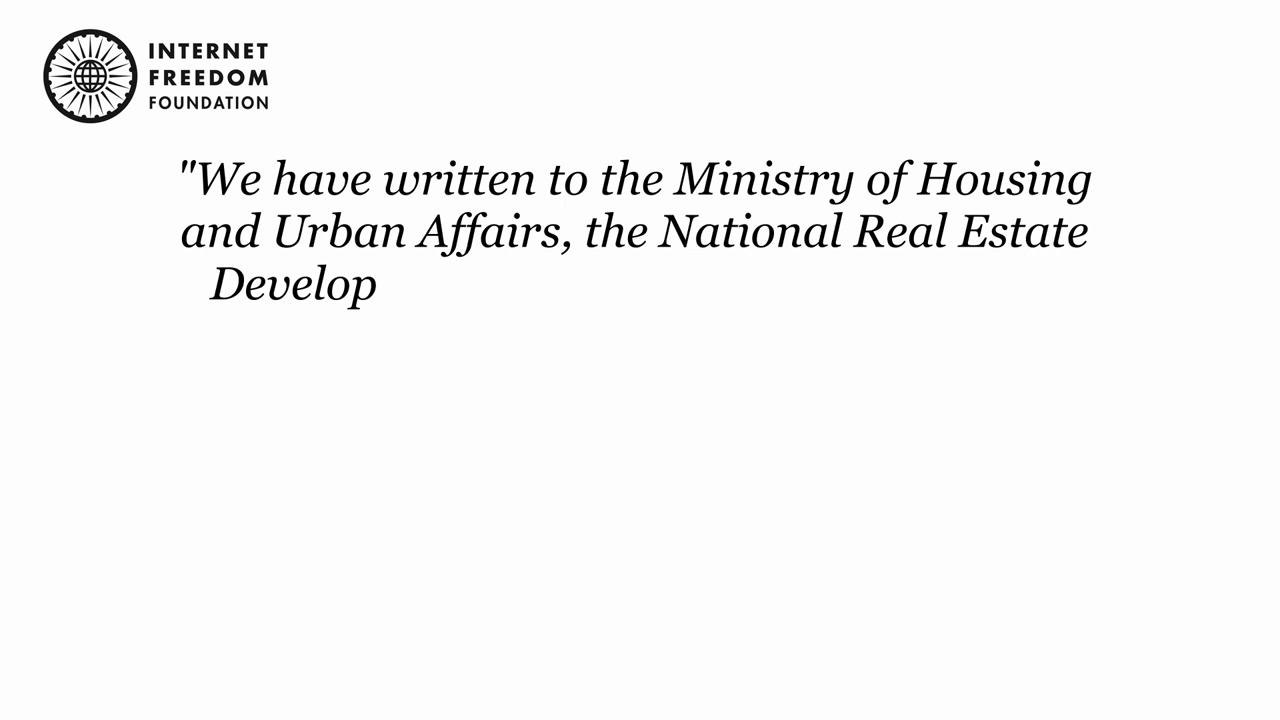 INTERNET
FREEDOM
FOUNDATION
"We have written to the Ministry of Housing
and Urban Affairs, the National Real Estate
Develop